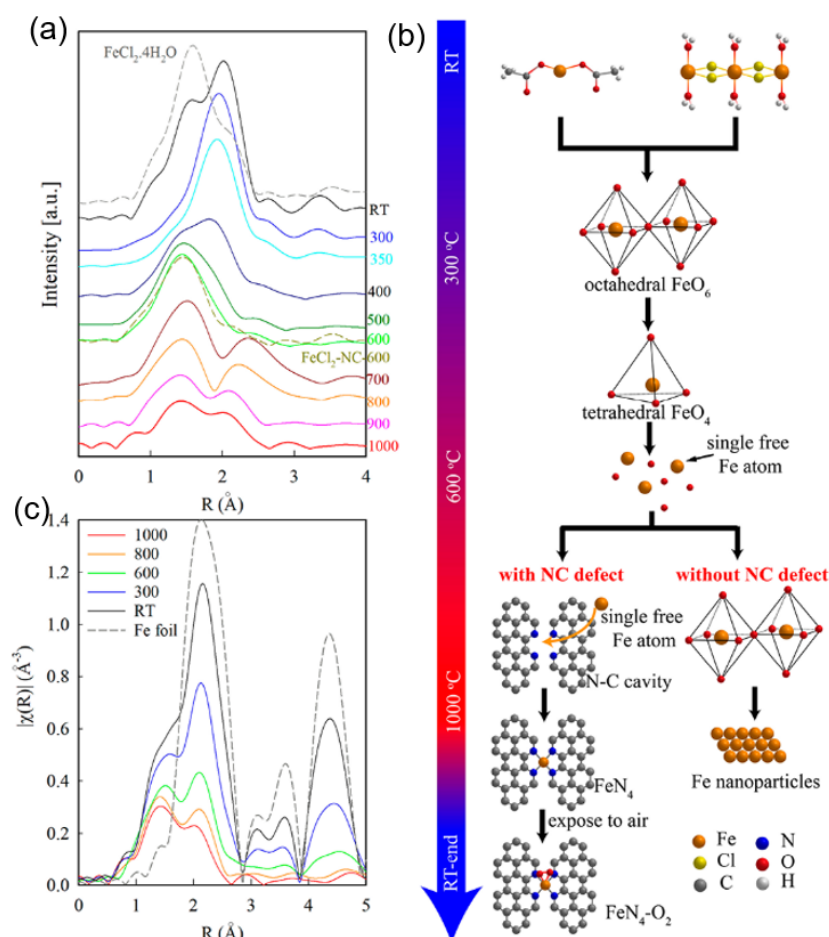 (a)
FeCl₂.4H₂O
RT
300
350
400
500
600
FeCl₂-NC-600
700
800
900
1000
Intensity [a.u.]
0 1 2 3 4
R (Å)
(b)
RT
300 °C
600 °C
1000 °C
RT-end
octahedral FeO₆
tetrahedral FeO₄
single free
Fe atom
with NC defect
without NC defect
single free
Fe atom
N-C cavity
FeN₄
Fe nanoparticles
expose to air
FeN₄-O₂
Fe
N
Cl
O
C
H
(c)
1000
800
600
300
RT
Fe foil
|χ(R)| (Å⁻³)
1.4
1.2
1.0
0.8
0.6
0.4
0.2
0.0
0 1 2 3 4 5
R (Å)